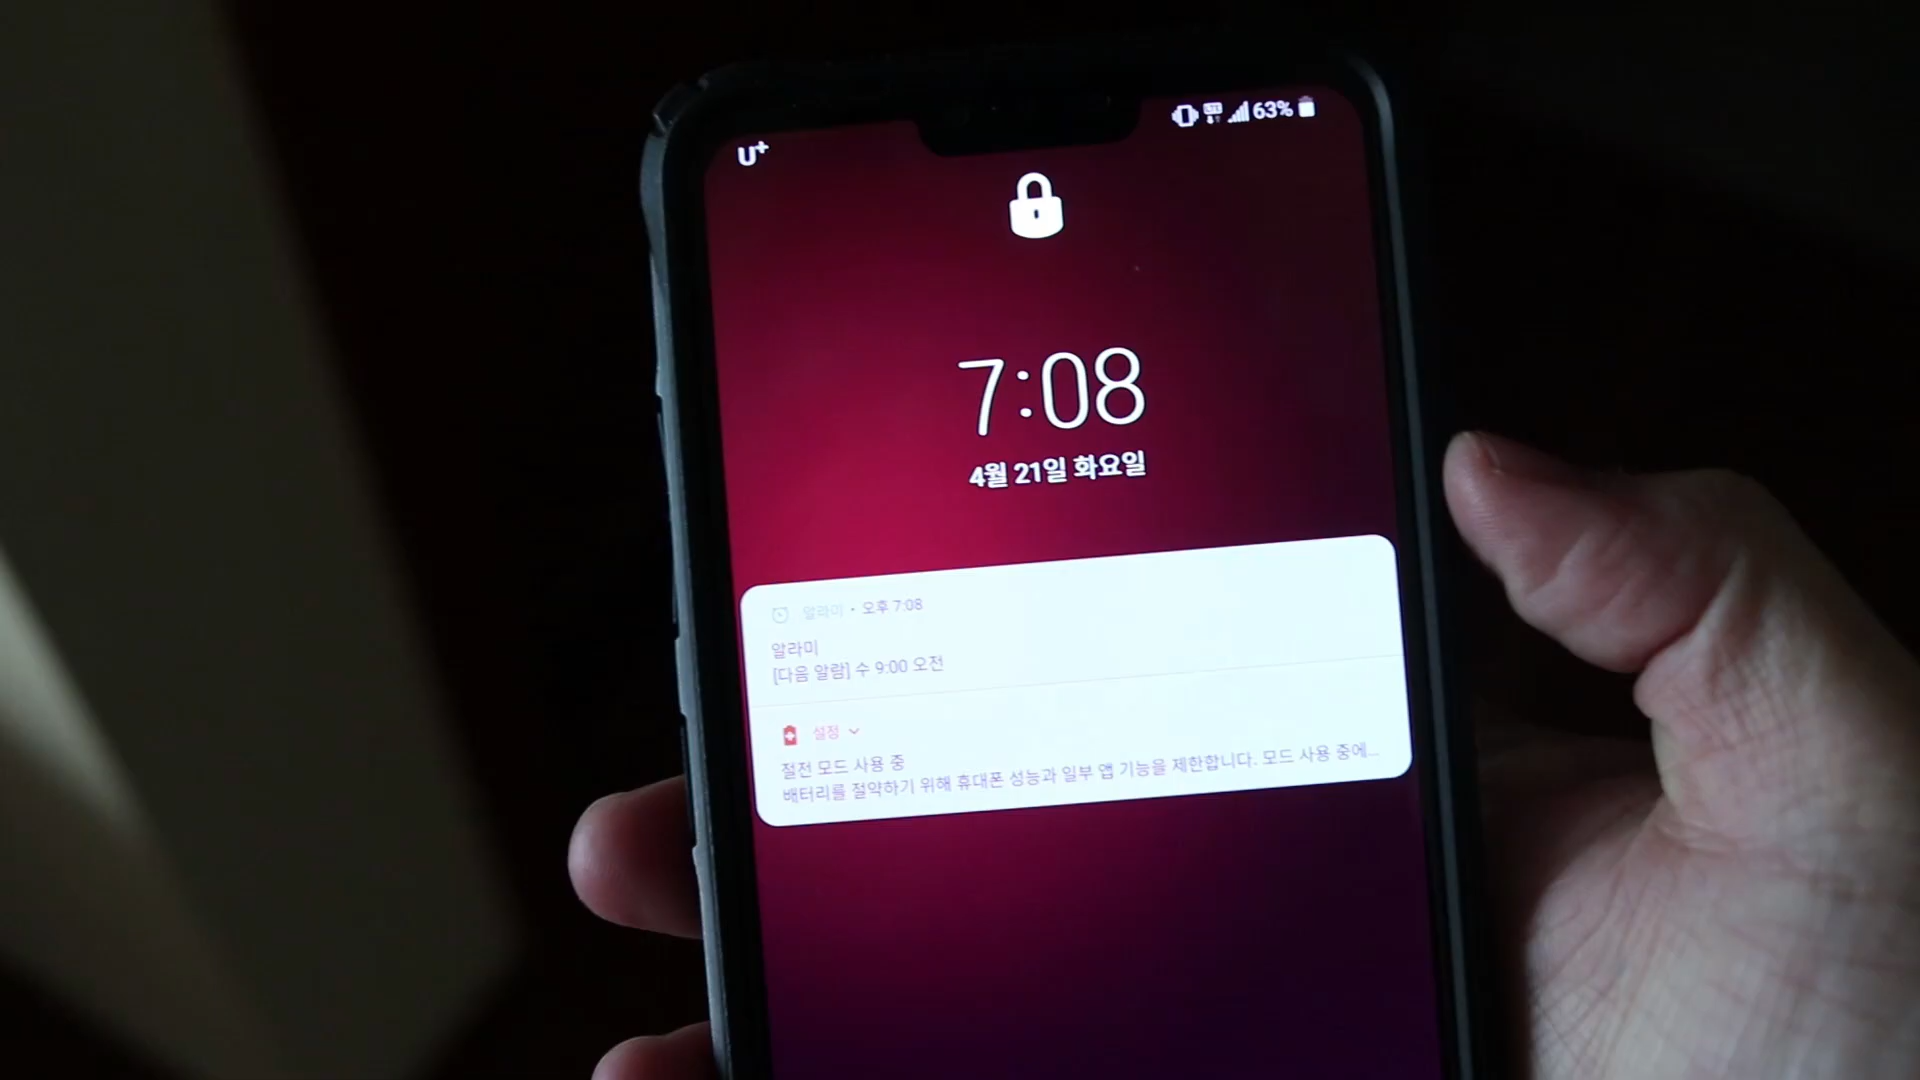 U+
63%
7:08
4월 21일 화요일
알라미 • 오후 7:08
알라미
[다음 알람] 수 9:00 오전
설정
절전 모드 사용 중
배터리를 절약하기 위해 휴대폰 성능과 일부 앱 기능을 제한합니다. 모드 사용 중에...